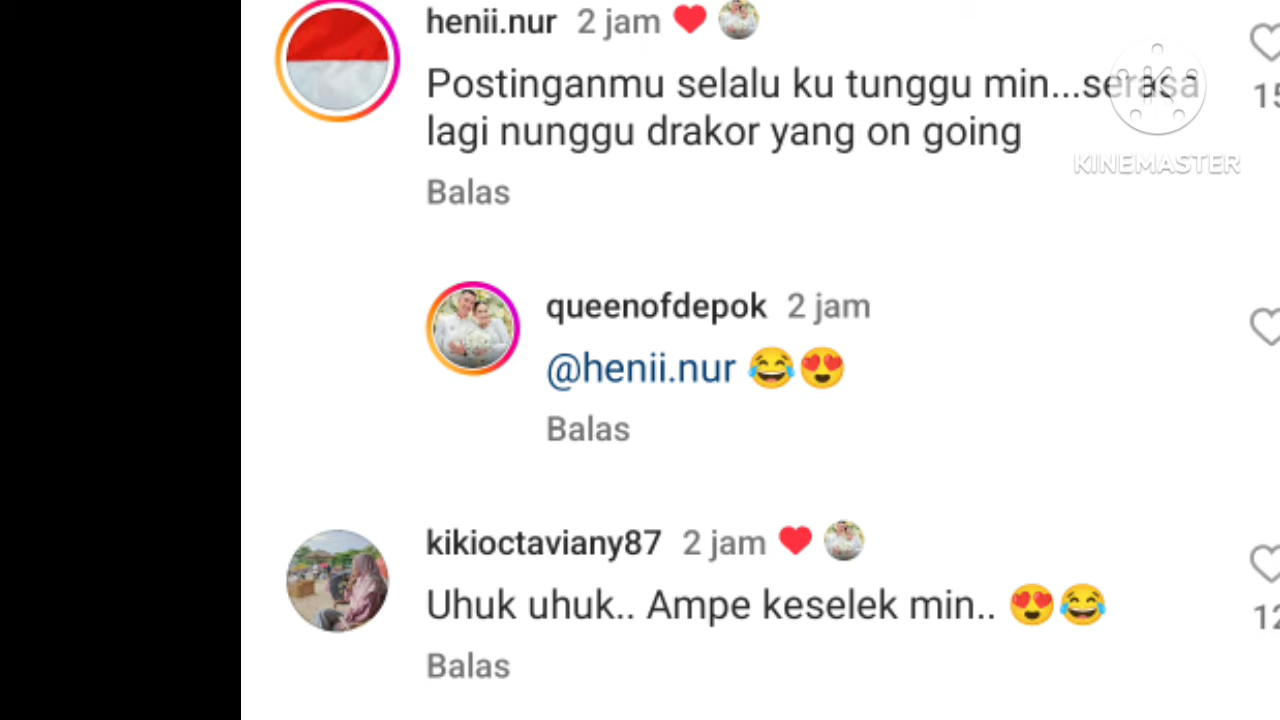 henii.nur 2 jam ❤️
Postinganmu selalu ku tunggu min...serasa
lagi nunggu drakor yang on going
Balas
KINEMASTER
queenofdepok 2 jam
@henii.nur 😂😍
Balas
kikioctaviany87 2 jam ❤️
Uhuk uhuk.. Ampe keselek min.. 😍😂
Balas